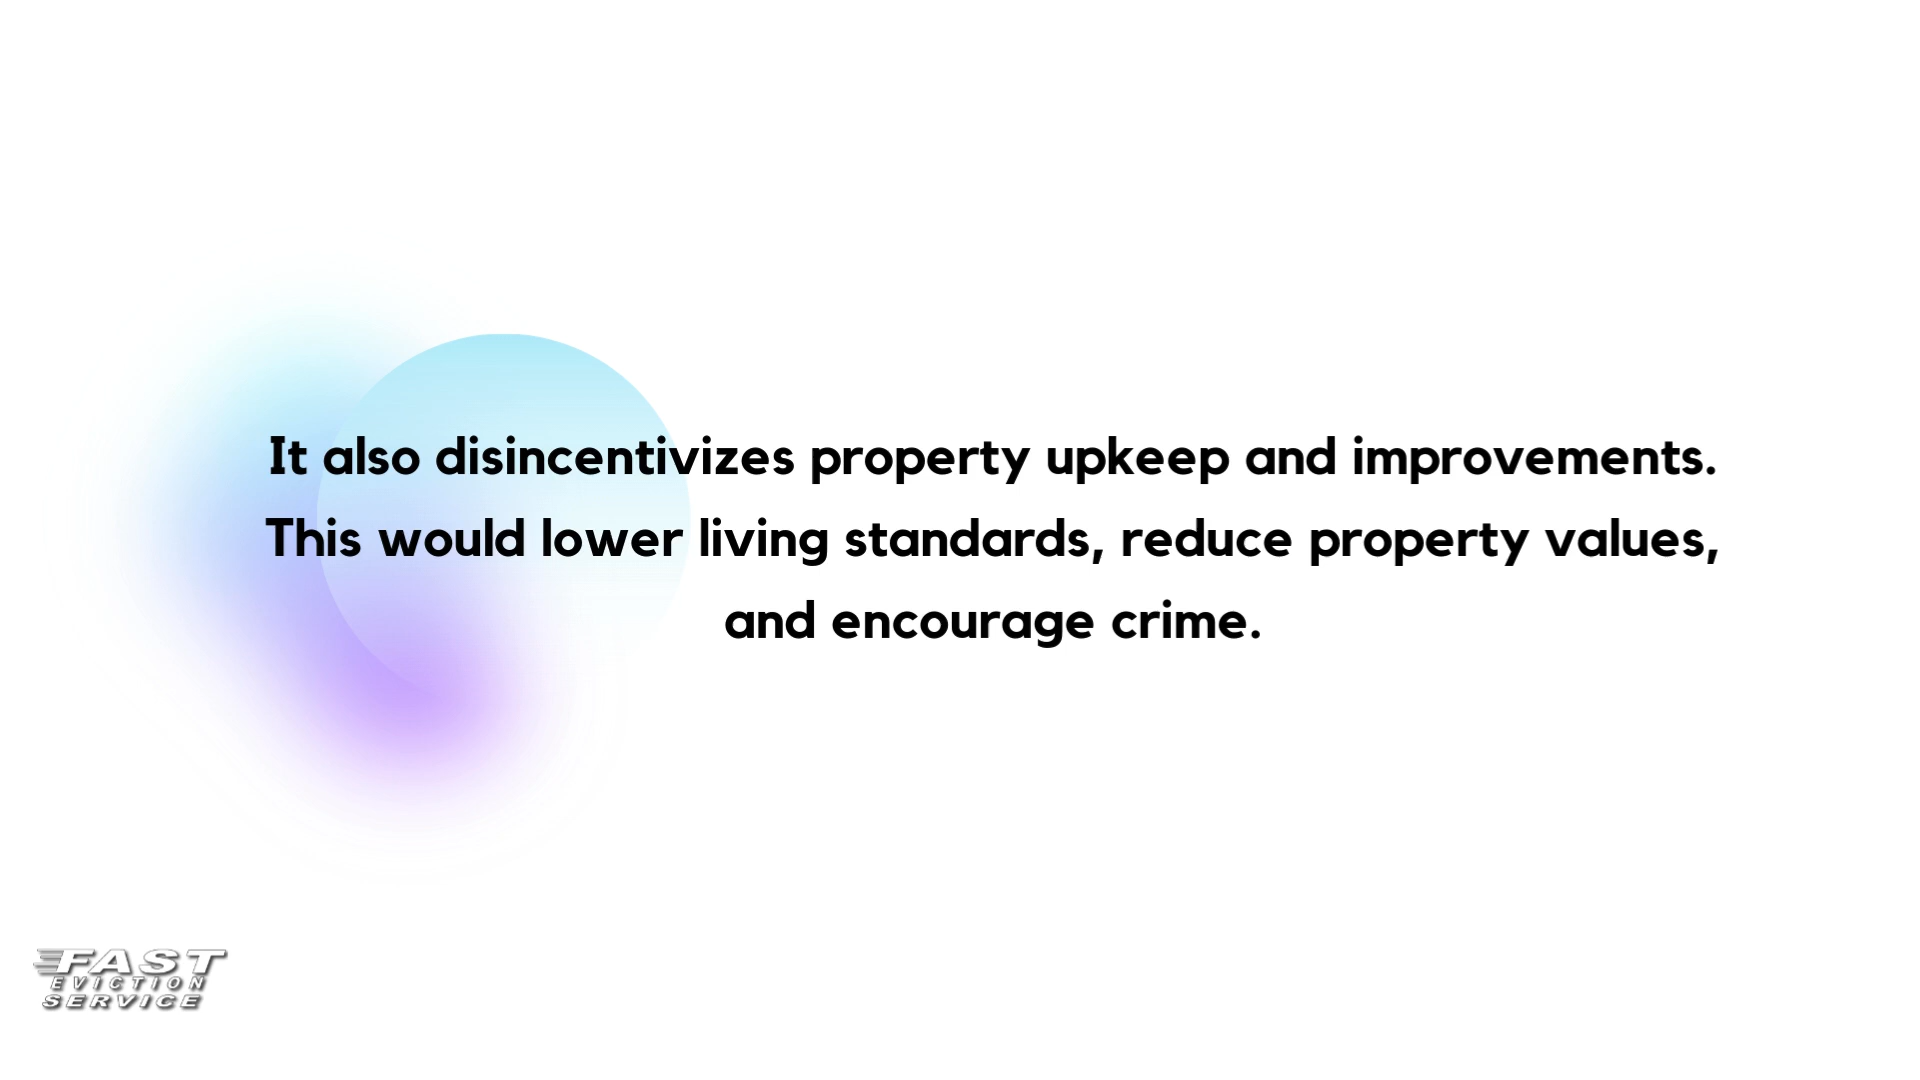 It also disincentivizes property upkeep and improvements.
This would lower living standards, reduce property values,
and encourage crime.
FAST
EVICTION
SERVICE